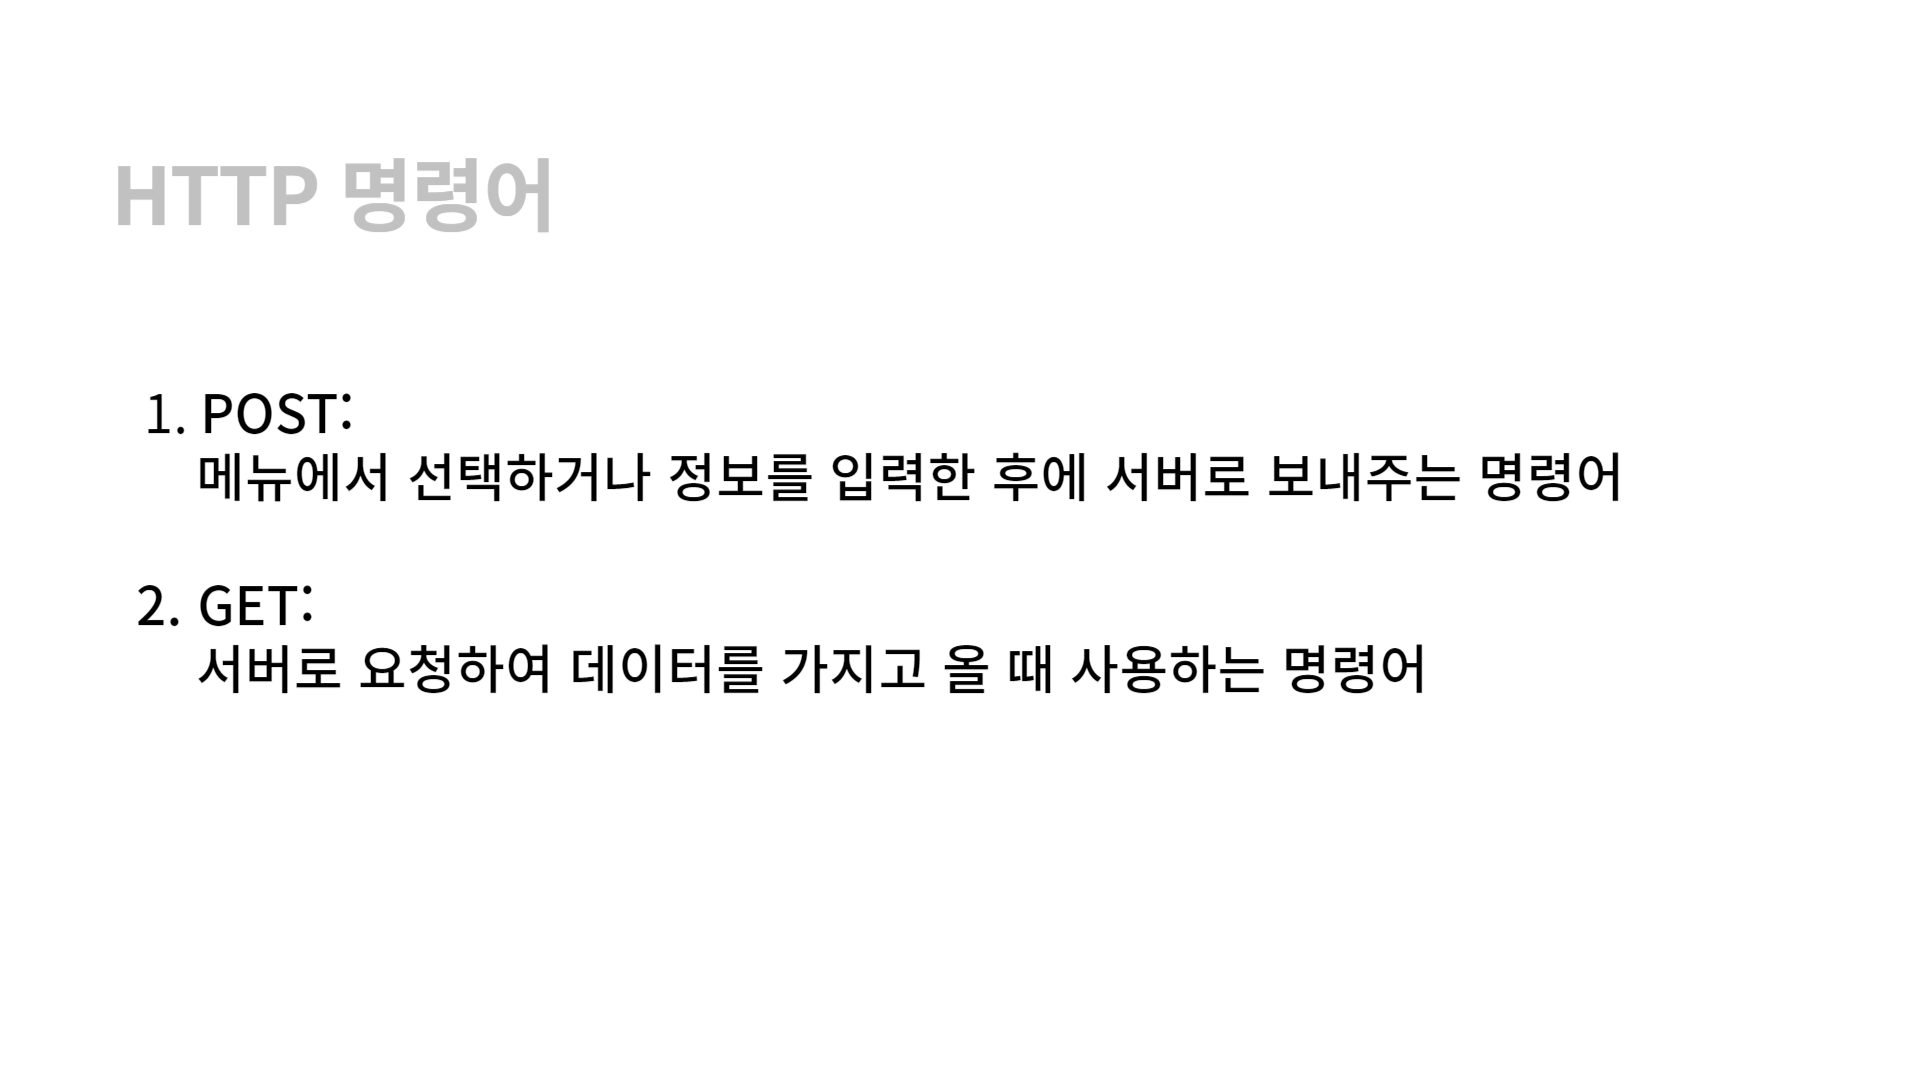 HTTP 명령어
1. POST:
메뉴에서 선택하거나 정보를 입력한 후에 서버로 보내주는 명령어
2. GET:
서버로 요청하여 데이터를 가지고 올 때 사용하는 명령어